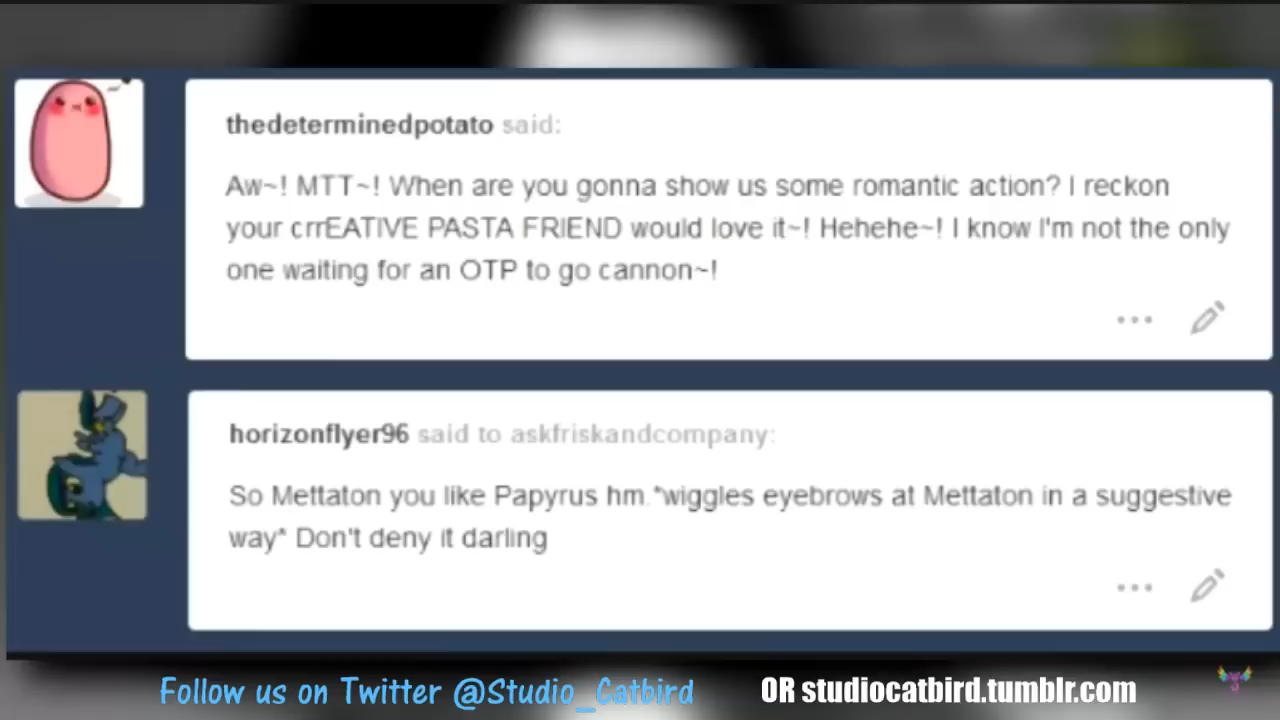 thedeterminedpotato said:
Aw~! MTT~! When are you gonna show us some romantic action? I reckon
your crrEATIVE PASTA FRIEND would love it~! Hehehe~! I know I'm not the only
one waiting for an OTP to go cannon~!
horizonflyer96 said to askfriskandcompany:
So Mettaton you like Papyrus hm.*wiggles eyebrows at Mettaton in a suggestive
way* Don't deny it darling
Follow us on Twitter @Studio_Catbird OR studiocatbird.tumblr.com